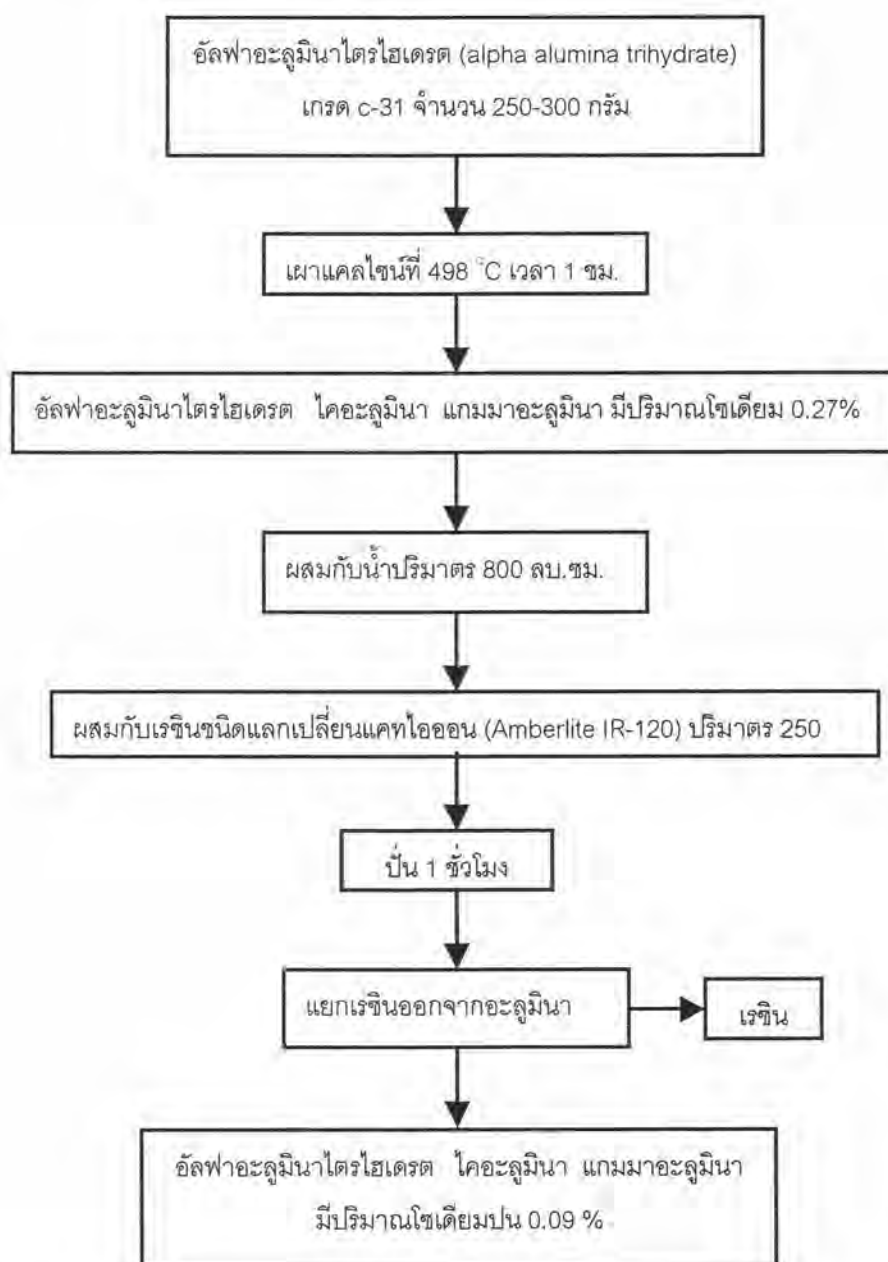 อัลฟาอะลูมินาไตรไฮเดรต (alpha alumina trihydrate)
เกรด c-31 จำนวน 250-300 กรัม
เผาแคลไซน์ที่ 498 °C เวลา 1 ชม.
อัลฟาอะลูมินาไตรไฮเดรต ไคอะลูมินา แกมมาอะลูมินา มีปริมาณโซเดียม 0.27%
ผสมกับน้ำปริมาตร 800 ลบ.ซม.
ผสมกับเรซินชนิดแลกเปลี่ยนแคทไอออน (Amberlite IR-120) ปริมาตร 250
ปั่น 1 ชั่วโมง
แยกเรซินออกจากอะลูมินา
เรซิน
อัลฟาอะลูมินาไตรไฮเดรต ไคอะลูมินา แกมมาอะลูมินา
มีปริมาณโซเดียมปน 0.09 %